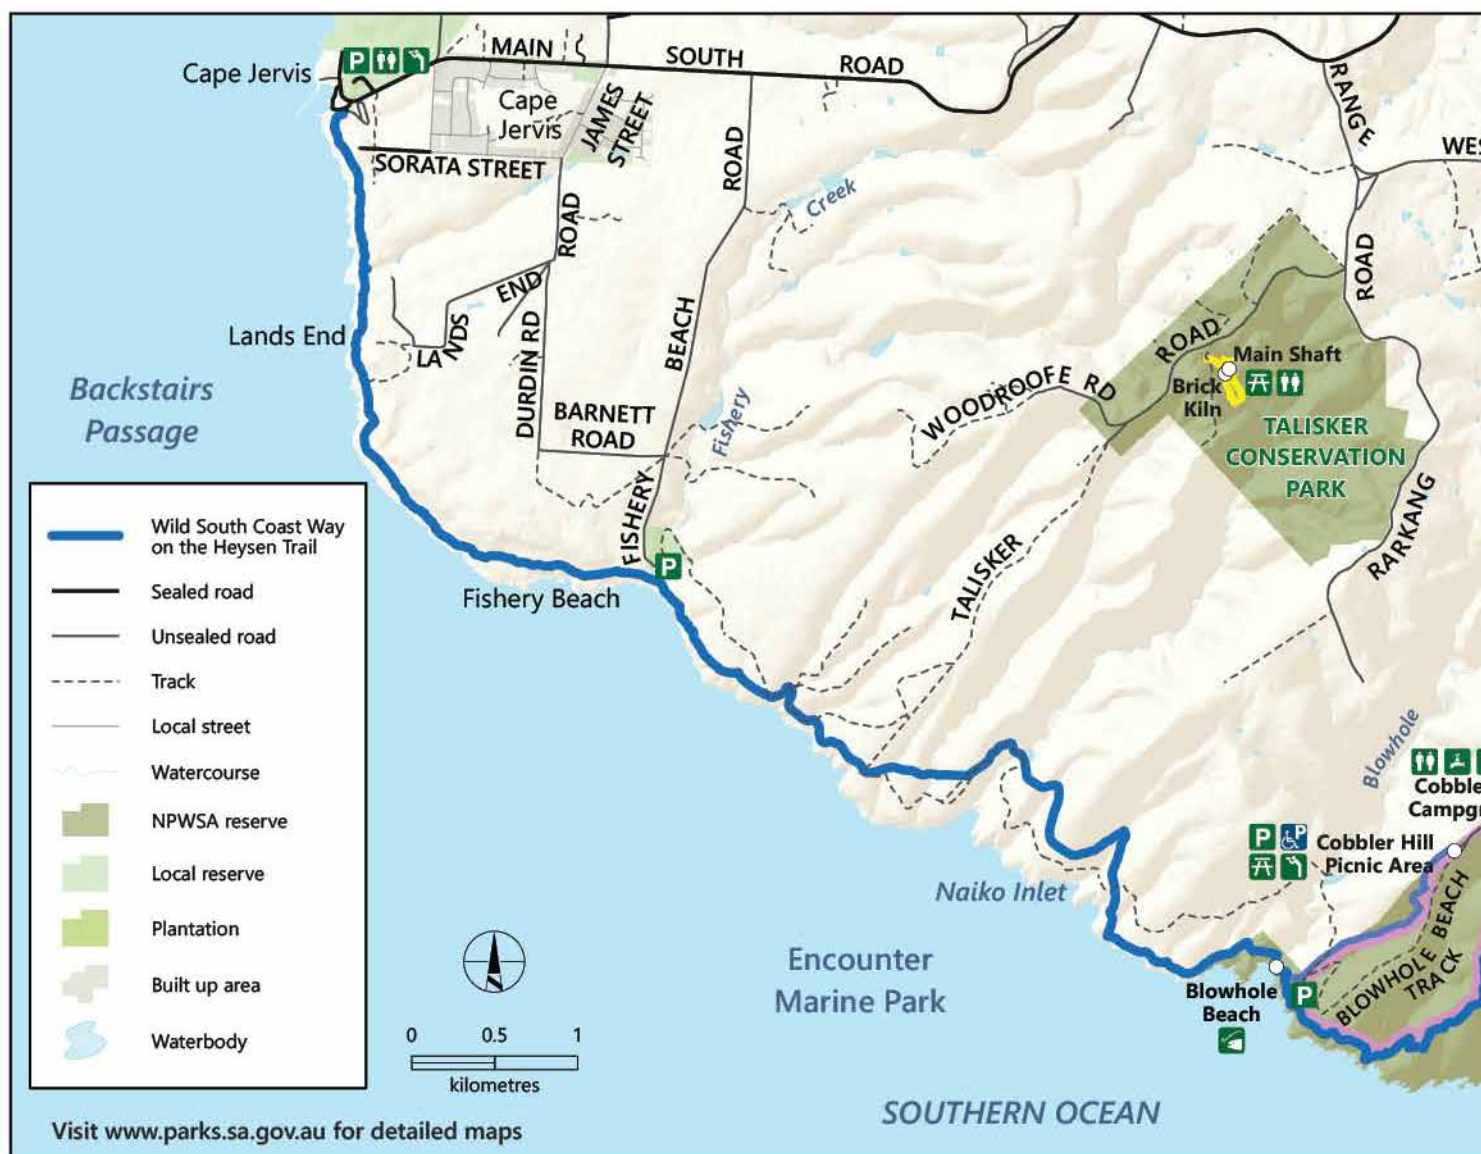 MAIN
SOUTH
ROAD
Cape Jervis
Cape
Jervis
JAMES
STREET
SORATA STREET
ROAD
RANGE
WES
Creek
ROAD
ROAD
END
LANDS
Lands End
DURDIN RD
BEACH
BARNETT
ROAD
Fishery
FISHERY
Backstairs
Passage
WOODROOFE RD
ROAD
Main Shaft
Brick
Kiln
TALISKER
CONSERVATION
PARK
TALISKER
RARKANG
Fishery Beach
P
P
Wild South Coast Way
on the Heysen Trail
Sealed road
Unsealed road
Track
Local street
Watercourse
NPWSA reserve
Local reserve
Plantation
Built up area
Waterbody
Blowhole
Cobble
Campgr
P
P
Cobbler Hill
Picnic Area
Naiko Inlet
Encounter
Marine Park
BLOWHOLE BEACH
TRACK
Blowhole
Beach
P
0 0.5 1
kilometres
SOUTHERN OCEAN
Visit www.parks.sa.gov.au for detailed maps